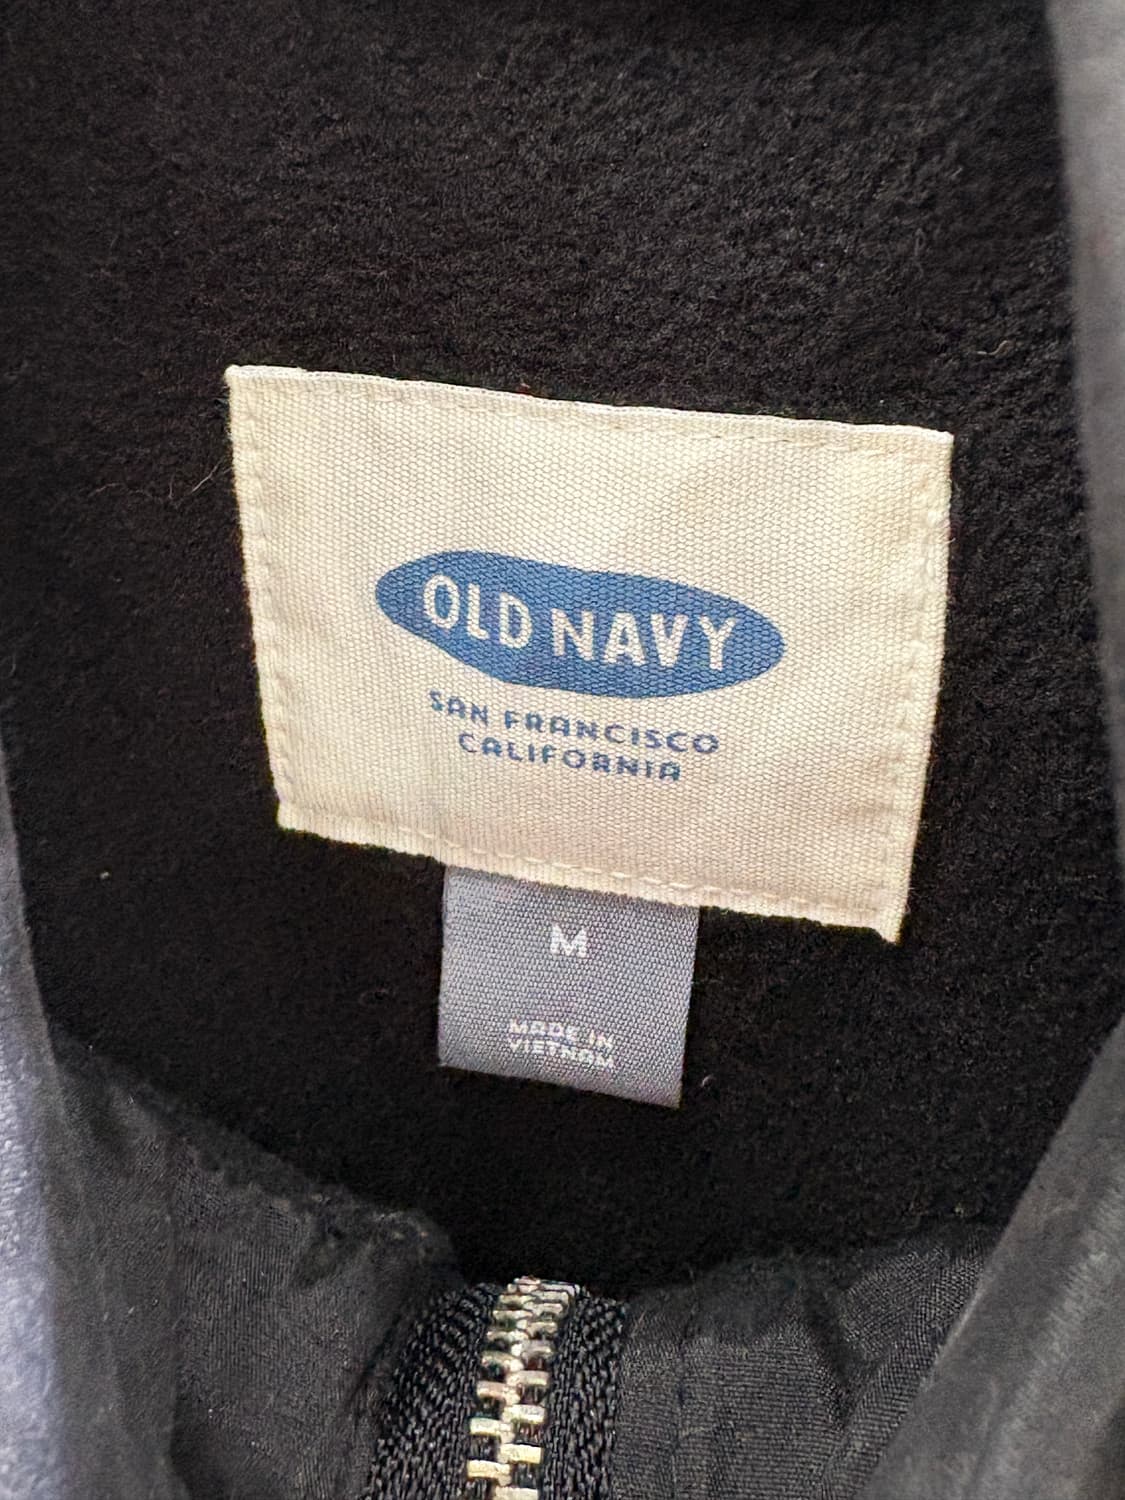 OLD NAVY
SAN FRANCISCO
CALIFORNIA
M
MADE IN
VIETNAM